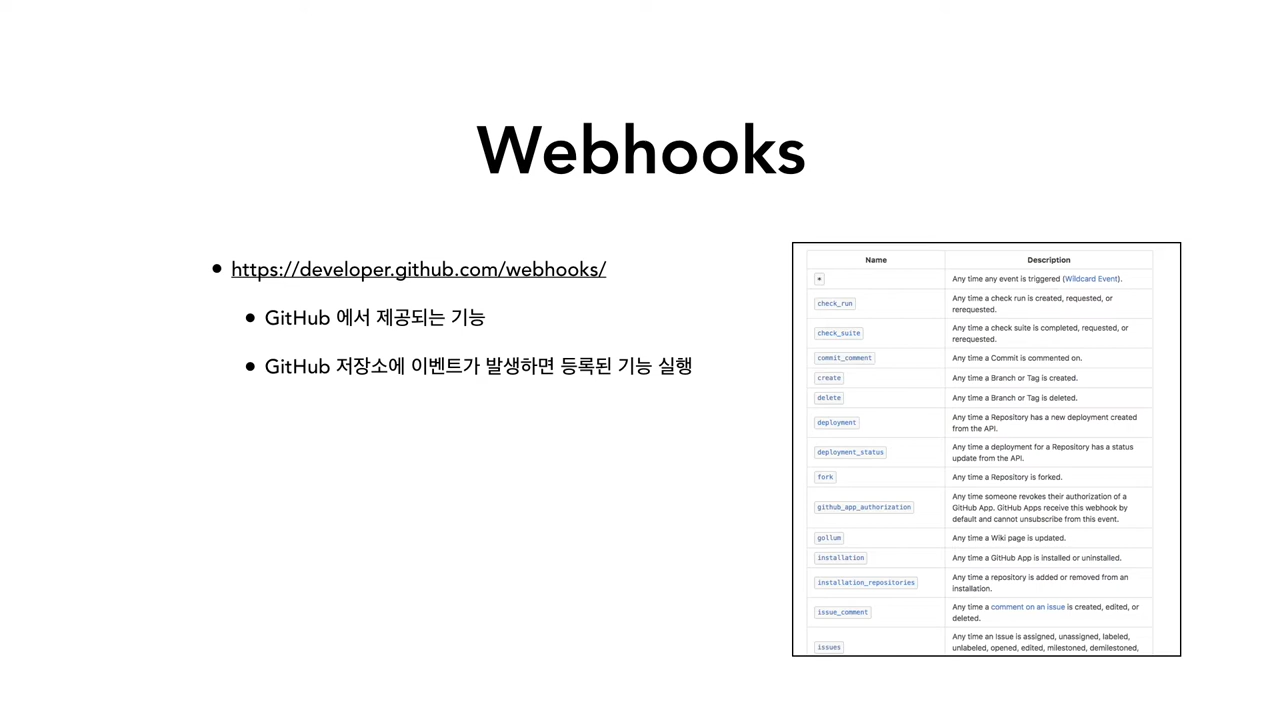 Webhooks
• https://developer.github.com/webhooks/
• GitHub 에서 제공되는 기능
• GitHub 저장소에 이벤트가 발생하면 등록된 기능 실행
Name Description
* Any time any event is triggered (Wildcard Event).
check_run Any time a check run is created, requested, or
rerequested.
check_suite Any time a check suite is completed, requested, or
rerequested.
commit_comment Any time a Commit is commented on.
create Any time a Branch or Tag is created.
delete Any time a Branch or Tag is deleted.
deployment Any time a Repository has a new deployment created
from the API.
deployment_status Any time a deployment for a Repository has a status
update from the API.
fork Any time a Repository is forked.
github_app_authorization Any time someone revokes their authorization of a
GitHub App. GitHub Apps receive this webhook by
default and cannot unsubscribe from this event.
gollum Any time a Wiki page is updated.
installation Any time a GitHub App is installed or uninstalled.
installation_repositories Any time a repository is added or removed from an
installation.
issue_comment Any time a comment on an issue is created, edited, or
deleted.
issues Any time an Issue is assigned, unassigned, labeled,
unlabeled, opened, edited, milestoned, demilestoned,